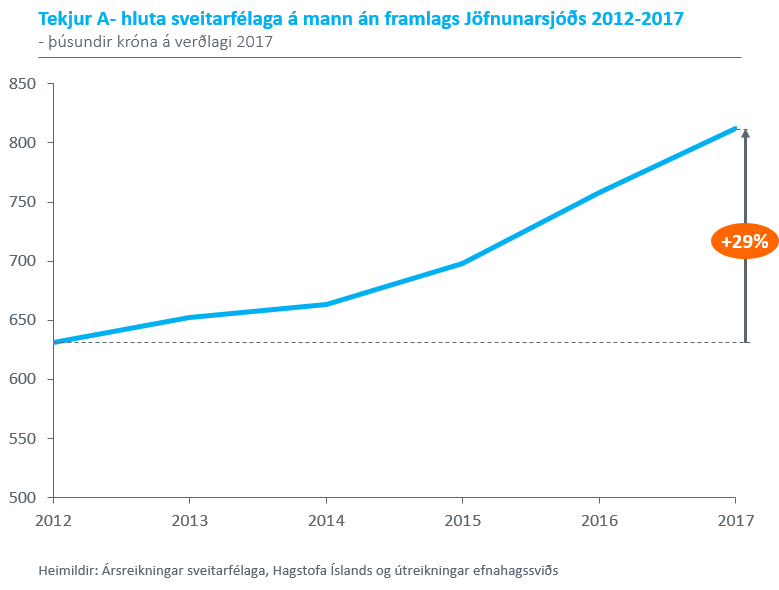 Tekjur A- hluta sveitarfélaga á mann án framlags Jöfnunarsjóðs 2012-2017
- þúsundir króna á verðlagi 2017
850
800
750
700
650
600
550
500
+29%
2012 2013 2014 2015 2016 2017
Heimildir: Ársreikningar sveitarfélaga, Hagstofa Íslands og útreikningar efnahagssviðs